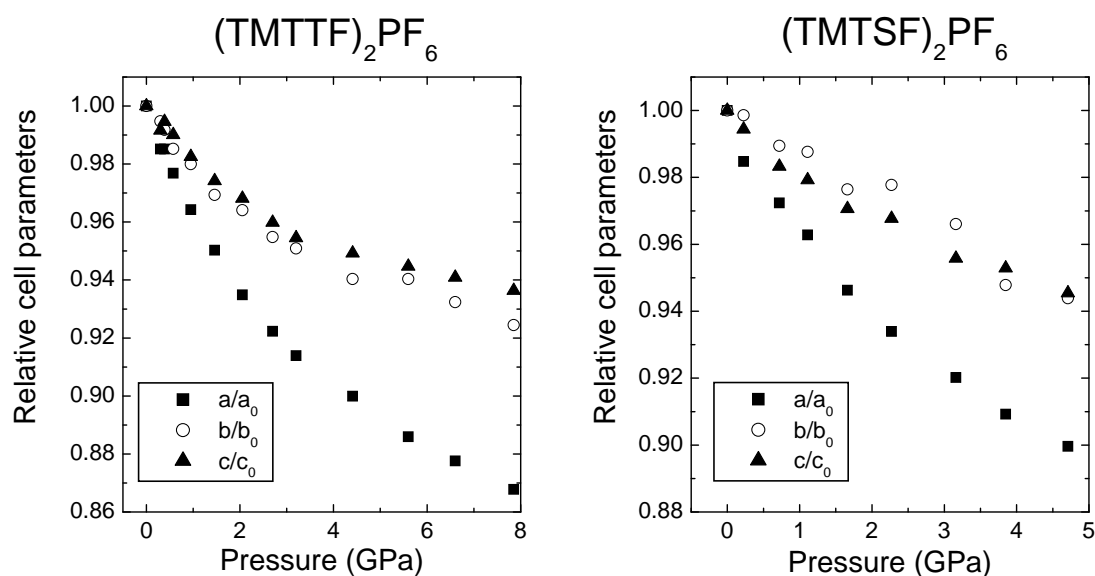 (TMTTF)₂PF₆
Relative cell parameters
1.00
0.98
0.96
0.94
0.92
0.90
0.88
0.86
a/a₀
b/b₀
c/c₀
0 2 4 6 8
Pressure (GPa)
(TMTSF)₂PF₆
Relative cell parameters
1.00
0.98
0.96
0.94
0.92
0.90
0.88
a/a₀
b/b₀
c/c₀
0 1 2 3 4 5
Pressure (GPa)